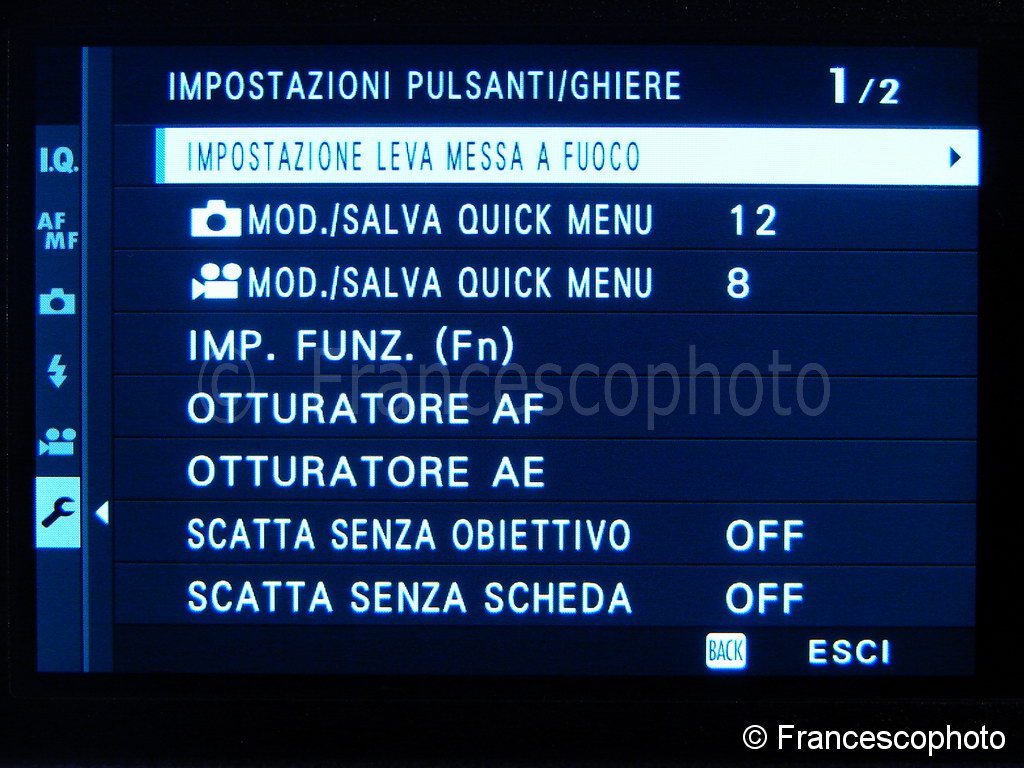 IMPOSTAZIONI PULSANTI/GHIERE 1/2
I.Q.
IMPOSTAZIONE LEVA MESSA A FUOCO
AF
MF
MOD./SALVA QUICK MENU 12
MOD./SALVA QUICK MENU 8
IMP. FUNZ. (Fn)
© Francescophoto
OTTURATORE AF
OTTURATORE AE
SCATTA SENZA OBIETTIVO OFF
SCATTA SENZA SCHEDA OFF
BACK ESCI
© Francescophoto